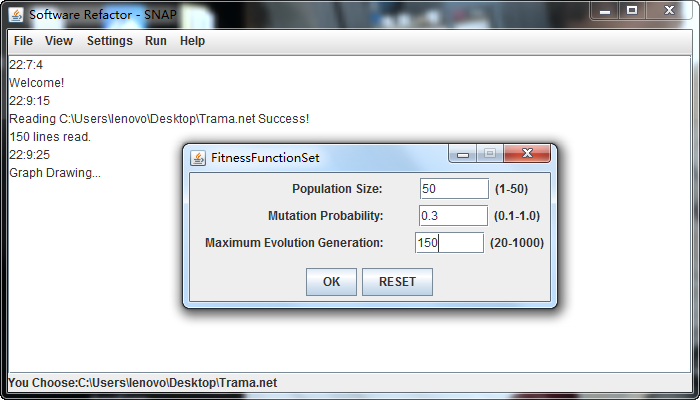 Software Refactor - SNAP
File View Settings Run Help
22:7:4
Welcome!
22:9:15
Reading C:\Users\lenovo\Desktop\Trama.net Success!
150 lines read.
22:9:25
Graph Drawing...
FitnessFunctionSet
Population Size: 50 (1-50)
Mutation Probability: 0.3 (0.1-1.0)
Maximum Evolution Generation: 150 (20-1000)
OK RESET
You Choose:C:\Users\lenovo\Desktop\Trama.net